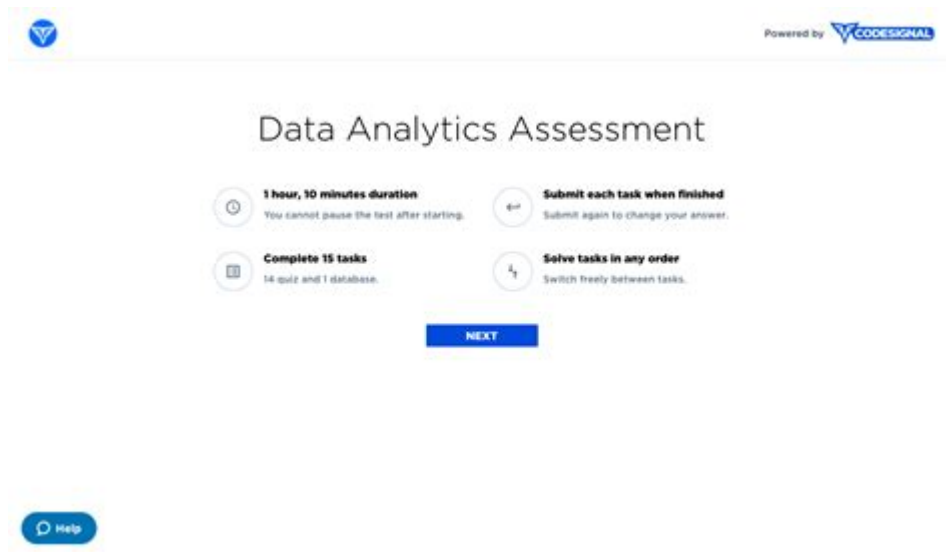 Powered by CODESIGNAL
Data Analytics Assessment
1 hour, 10 minutes duration
You cannot pause the test after starting.
Submit each task when finished
Submit again to change your answer.
Complete 15 tasks
14 quiz and 1 database.
Solve tasks in any order
Switch freely between tasks.
NEXT
Help